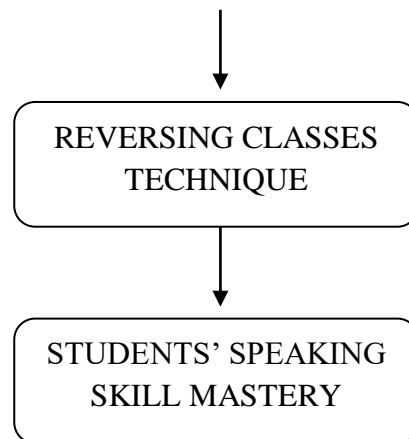 REVERSING CLASSES
TECHNIQUE
STUDENTS’ SPEAKING
SKILL MASTERY